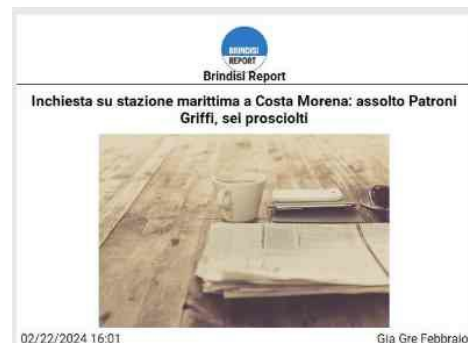 BRINDISI
REPORT
Brindisi Report
Inchiesta su stazione marittima a Costa Morena: assolto Patroni
Griffi, sei prosciolti
02/22/2024 16:01
Gia Gre Febbraio